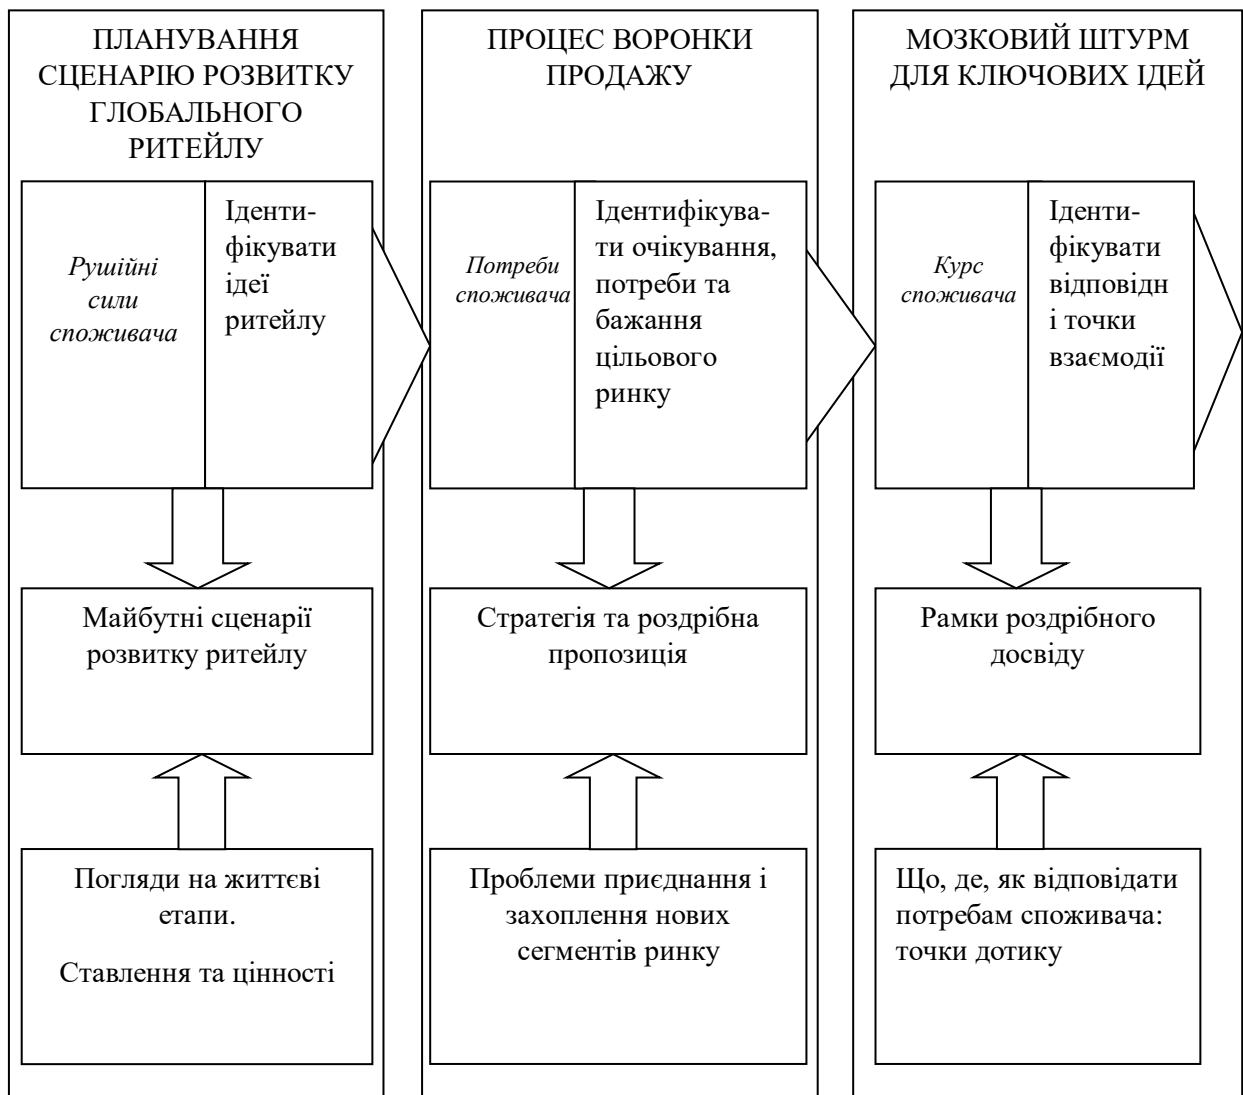 ПЛАНУВАННЯ
СЦЕНАРІЮ РОЗВИТКУ
ГЛОБАЛЬНОГО
РИТЕЙЛУ
Рушійні
сили
споживача
Іденти-
фікувати
ідеї
ритейлу
Майбутні сценарії
розвитку ритейлу
Погляди на життєві
етапи.
Ставлення та цінності
ПРОЦЕС ВОРОНКИ
ПРОДАЖУ
Потреби
споживача
Ідентифікува-
ти очікування,
потреби та
бажання
цільового
ринку
Стратегія та роздрібна
пропозиція
Проблеми приєднання і
захоплення нових
сегментів ринку
МОЗКОВИЙ ШТУРМ
ДЛЯ КЛЮЧОВИХ ІДЕЙ
Курс
споживача
Іденти-
фікувати
відповідн
і точки
взаємодії
Рамки роздрібного
досвіду
Що, де, як відповідати
потребам споживача:
точки дотику